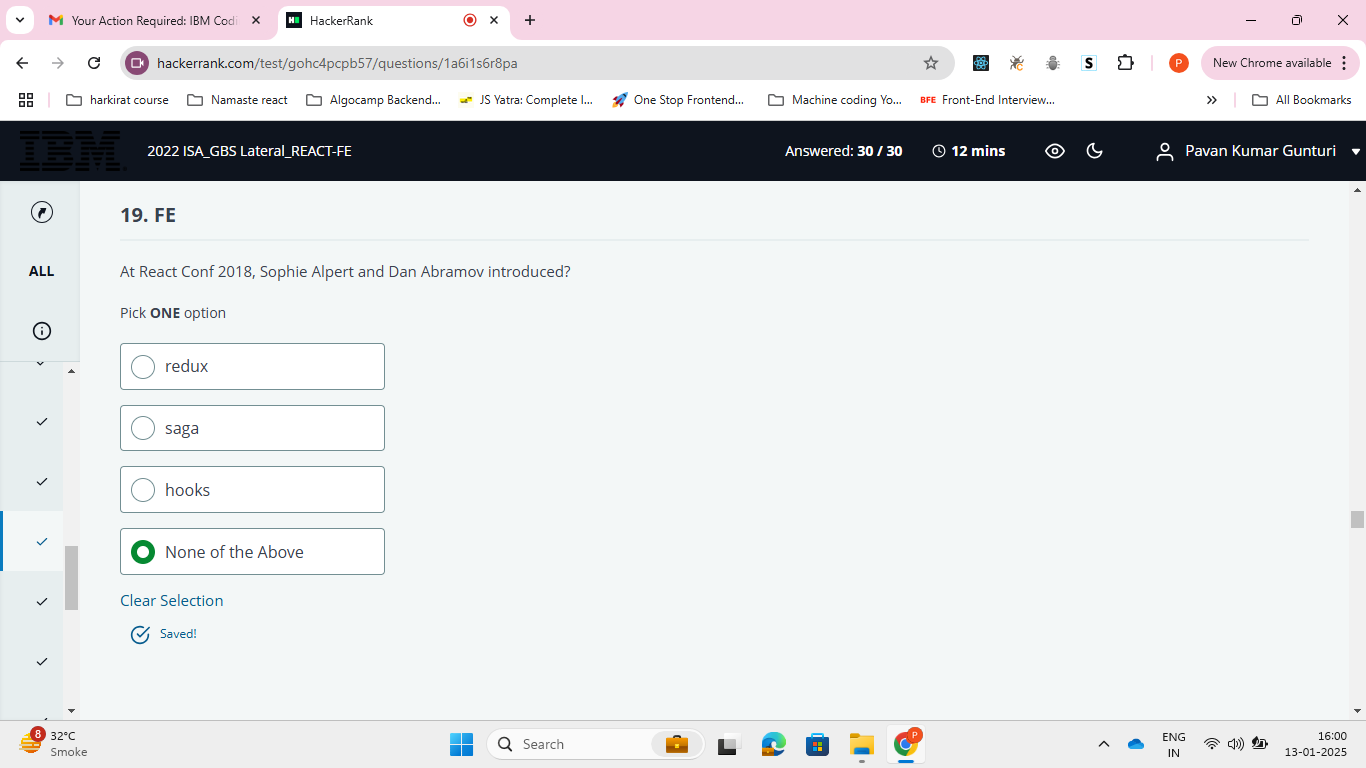 Your Action Required: IBM Codi
HackerRank
hackerrank.com/test/gohc4pcpb57/questions/1a6i1s6r8pa
S
P
New Chrome available
harkirat course
Namaste react
Algocamp Backend...
JS Yatra: Complete I...
One Stop Frontend...
Machine coding Yo...
BFE Front-End Interview...
All Bookmarks
IBM
2022 ISA_GBS Lateral_REACT-FE
Answered: 30 / 30
12 mins
Pavan Kumar Gunturi
ALL
19. FE
At React Conf 2018, Sophie Alpert and Dan Abramov introduced?
Pick ONE option
redux
saga
hooks
None of the Above
Clear Selection
Saved!
8
32°C
Smoke
Search
P
ENG
IN
16:00
13-01-2025